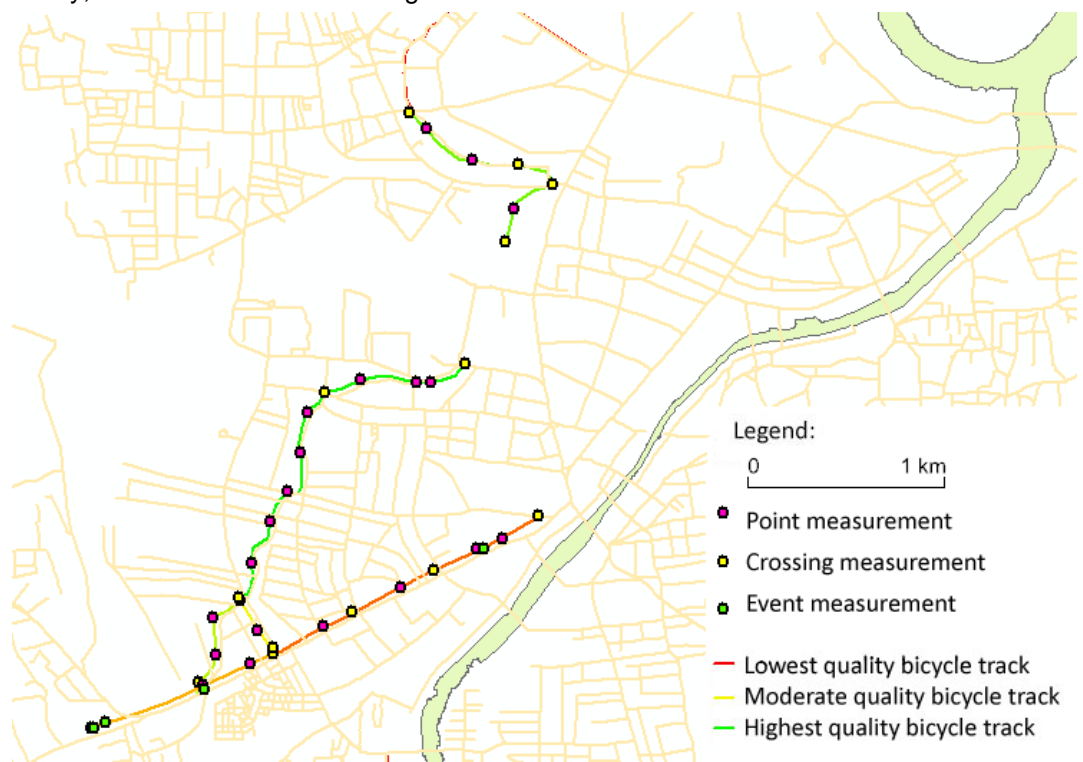 Legend:
0 1 km
Point measurement
Crossing measurement
Event measurement
Lowest quality bicycle track
Moderate quality bicycle track
Highest quality bicycle track